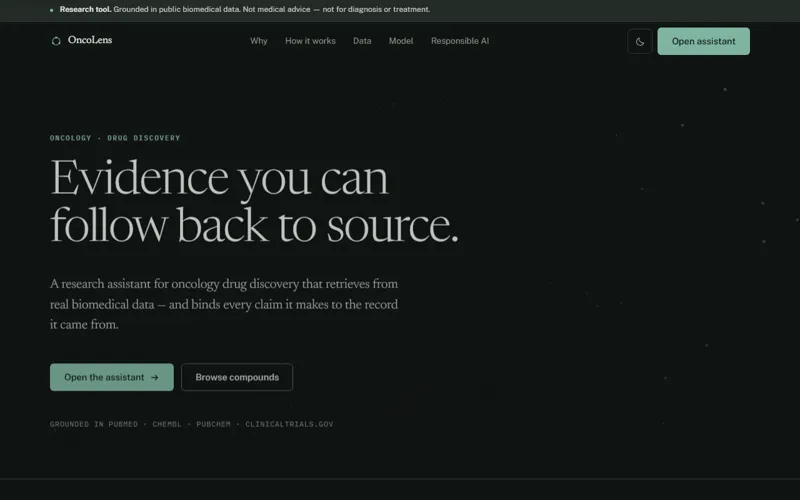 Research tool. Grounded in public biomedical data. Not medical advice — not for diagnosis or treatment.
OncoLens
Why
How it works
Data
Model
Responsible AI
Open assistant
ONCOLOGY · DRUG DISCOVERY
Evidence you can
follow back to source.
A research assistant for oncology drug discovery that retrieves from
real biomedical data — and binds every claim it makes to the record
it came from.
Open the assistant →
Browse compounds
GROUNDED IN PUBMED · CHEMBL · PUBCHEM · CLINICALTRIALS.GOV